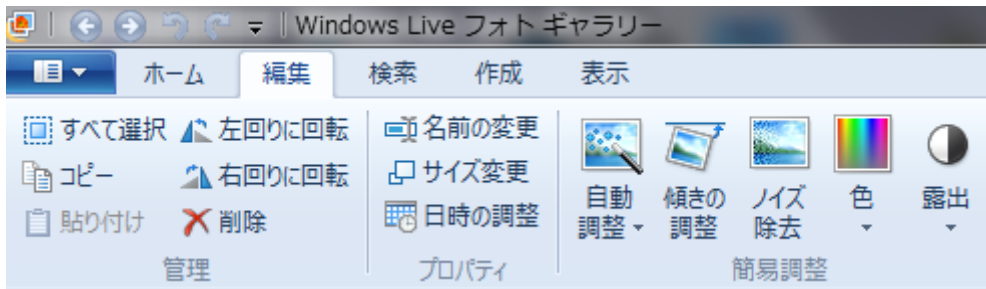 Windows Live フォト ギャラリー
ホーム 編集 検索 作成 表示
すべて選択 左回りに回転 名前の変更
コピー 右回りに回転 サイズ変更
貼り付け 削除 日時の調整
自動調整 傾きの調整 ノイズ除去 色 露出
管理 プロパティ 簡易調整